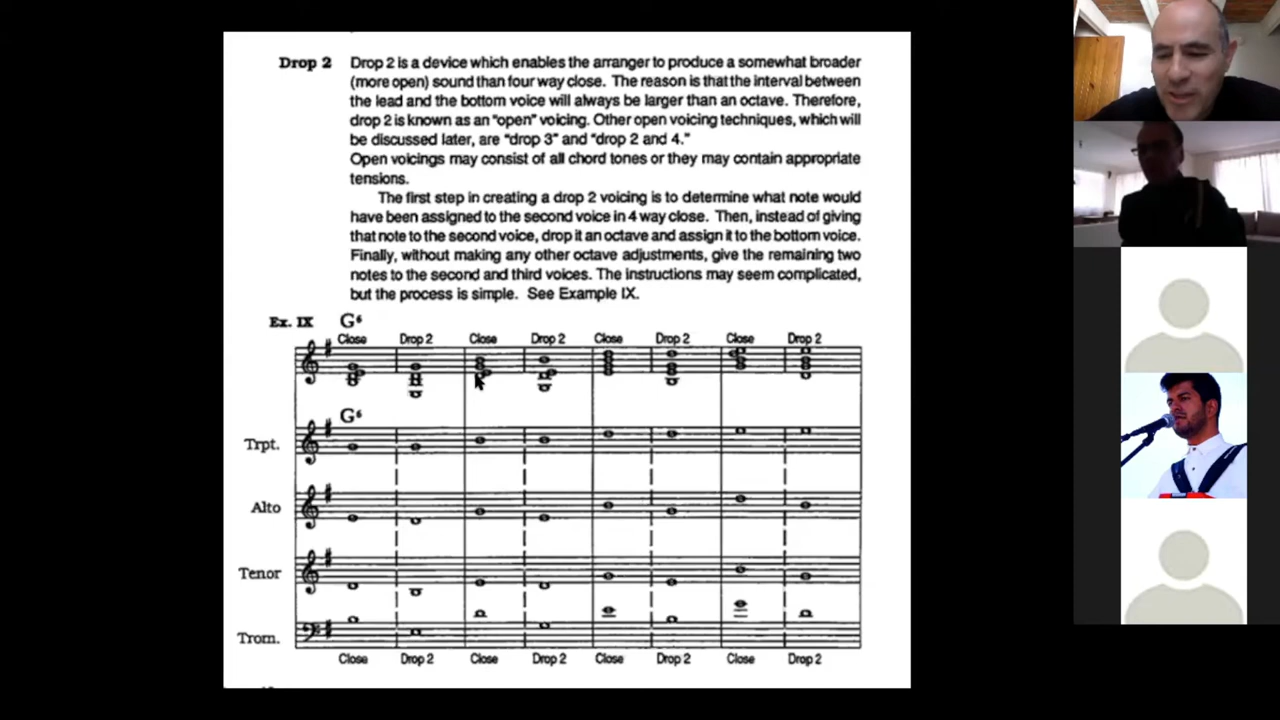 Drop 2 Drop 2 is a device which enables the arranger to produce a somewhat broader
(more open) sound than four way close. The reason is that the interval between
the lead and the bottom voice will always be larger than an octave. Therefore,
drop 2 is known as an "open" voicing. Other open voicing techniques, which will
be discussed later, are "drop 3" and "drop 2 and 4."
Open voicings may consist of all chord tones or they may contain appropriate
tensions.
The first step in creating a drop 2 voicing is to determine what note would
have been assigned to the second voice in 4 way close. Then, instead of giving
that note to the second voice, drop it an octave and assign it to the bottom voice.
Finally, without making any other octave adjustments, give the remaining two
notes to the second and third voices. The instructions may seem complicated,
but the process is simple. See Example IX.
Ex. IX G⁶
Close Drop 2 Close Drop 2 Close Drop 2 Close Drop 2
G⁶
Trpt.
Alto
Tenor
Trom.
Close Drop 2 Close Drop 2 Close Drop 2 Close Drop 2